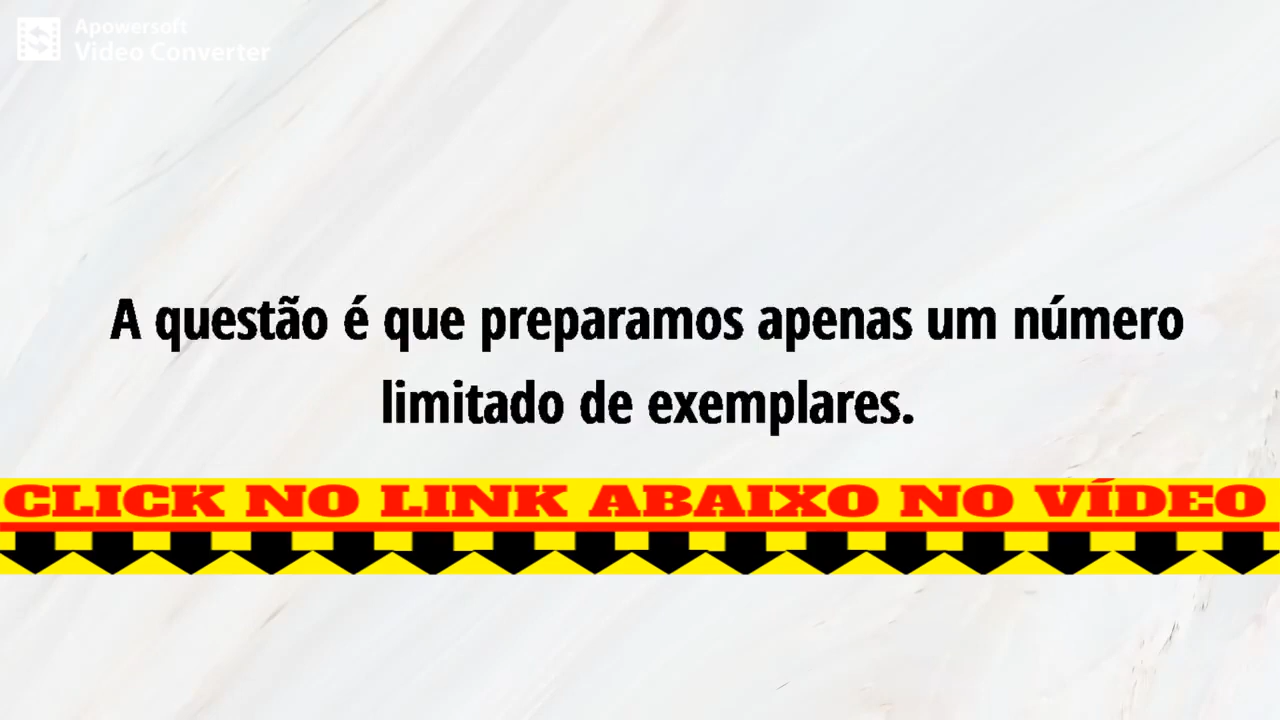 Apowersoft
Video Converter
A questão é que preparamos apenas um número
limitado de exemplares.
CLICK NO LINK ABAIXO NO VÍDEO